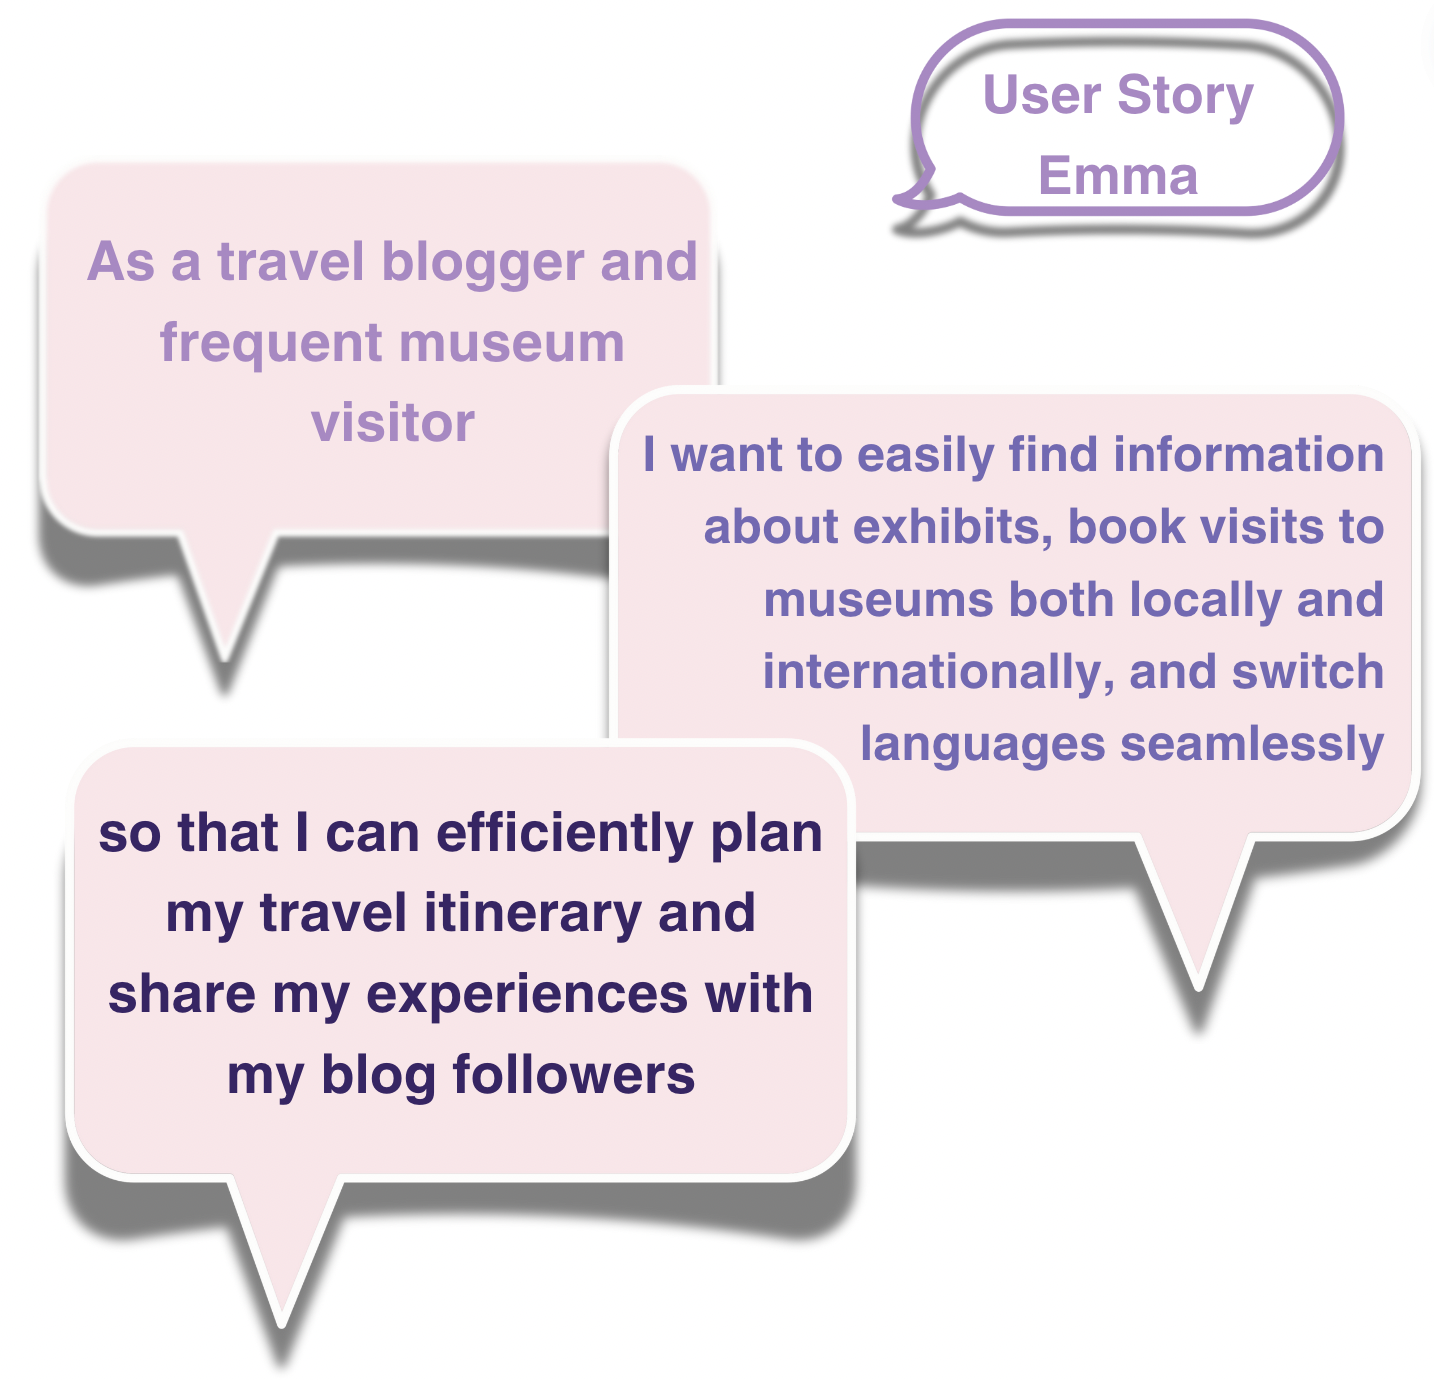 User Story
Emma
As a travel blogger and
frequent museum
visitor
I want to easily find information
about exhibits, book visits to
museums both locally and
internationally, and switch
languages seamlessly
so that I can efficiently plan
my travel itinerary and
share my experiences with
my blog followers